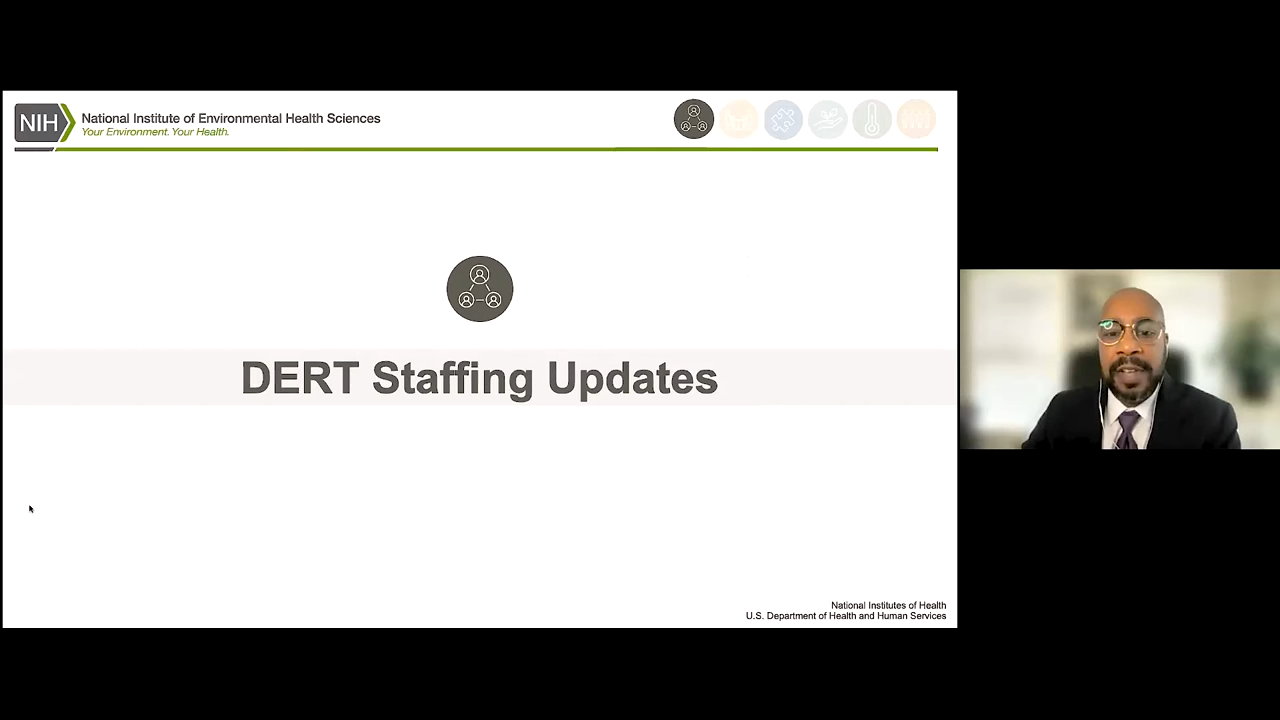 NIH
National Institute of Environmental Health Sciences
Your Environment. Your Health.
DERT Staffing Updates
National Institutes of Health
U.S. Department of Health and Human Services